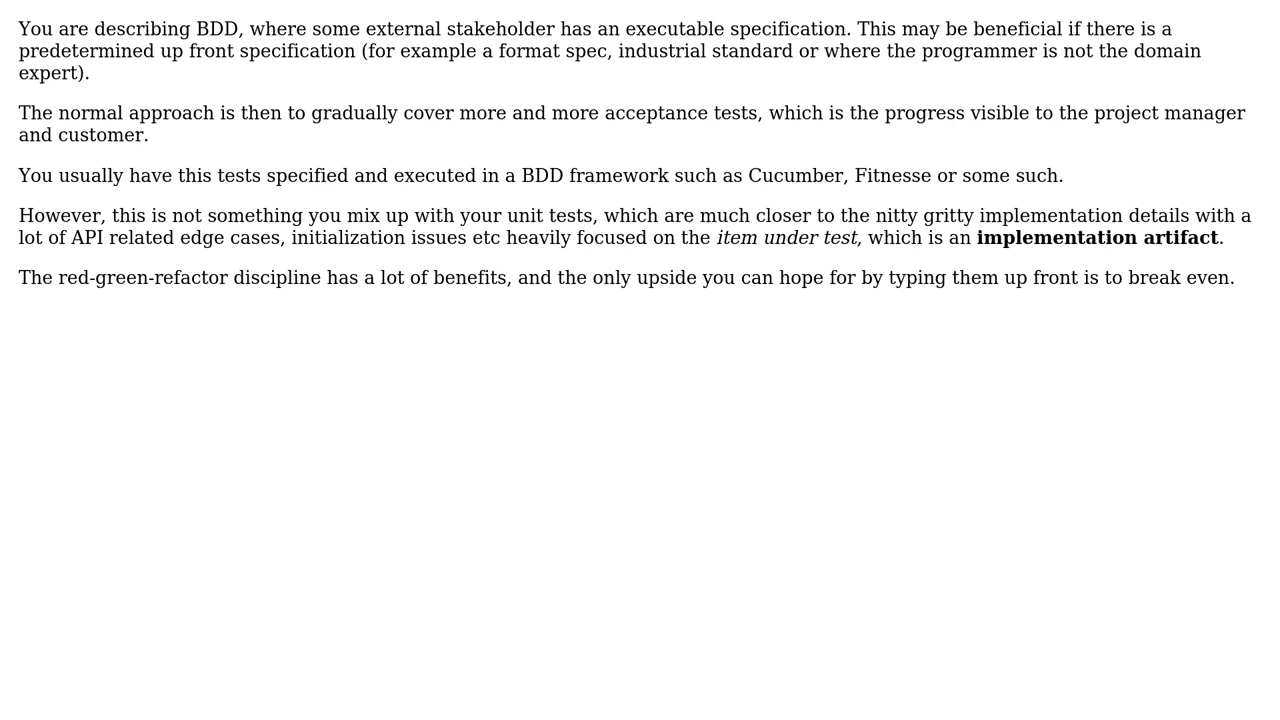 You are describing BDD, where some external stakeholder has an executable specification. This may be beneficial if there is a
predetermined up front specification (for example a format spec, industrial standard or where the programmer is not the domain
expert).
The normal approach is then to gradually cover more and more acceptance tests, which is the progress visible to the project manager
and customer.
You usually have this tests specified and executed in a BDD framework such as Cucumber, Fitnesse or some such.
However, this is not something you mix up with your unit tests, which are much closer to the nitty gritty implementation details with a
lot of API related edge cases, initialization issues etc heavily focused on the item under test, which is an implementation artifact.
The red-green-refactor discipline has a lot of benefits, and the only upside you can hope for by typing them up front is to break even.